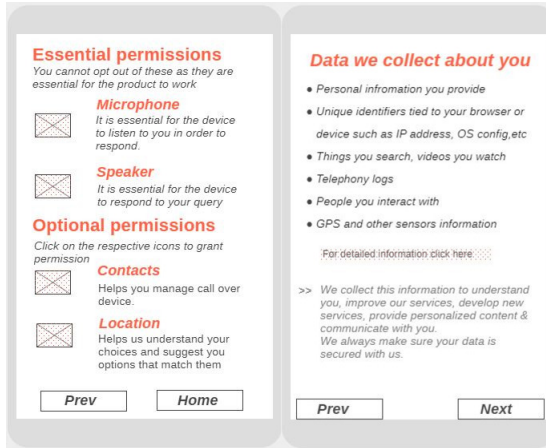 Essential permissions
You cannot opt out of these as they are
essential for the product to work
Microphone
It is essential for the device
to listen to you in order to
respond.
Speaker
It is essential for the device
to respond to your query
Optional permissions
Click on the respective icons to grant
permission
Contacts
Helps you manage call over
device.
Location
Helps us understand your
choices and suggest you
options that match them
Prev
Home
Data we collect about you
● Personal infromation you provide
● Unique identifiers tied to your browser or
device such as IP address, OS config,etc
● Things you search, videos you watch
● Telephony logs
● People you interact with
● GPS and other sensors information
For detailed information click here
>> We collect this information to understand
you, improve our services, develop new
services, provide personalized content &
communicate with you.
We always make sure your data is
secured with us.
Prev
Next